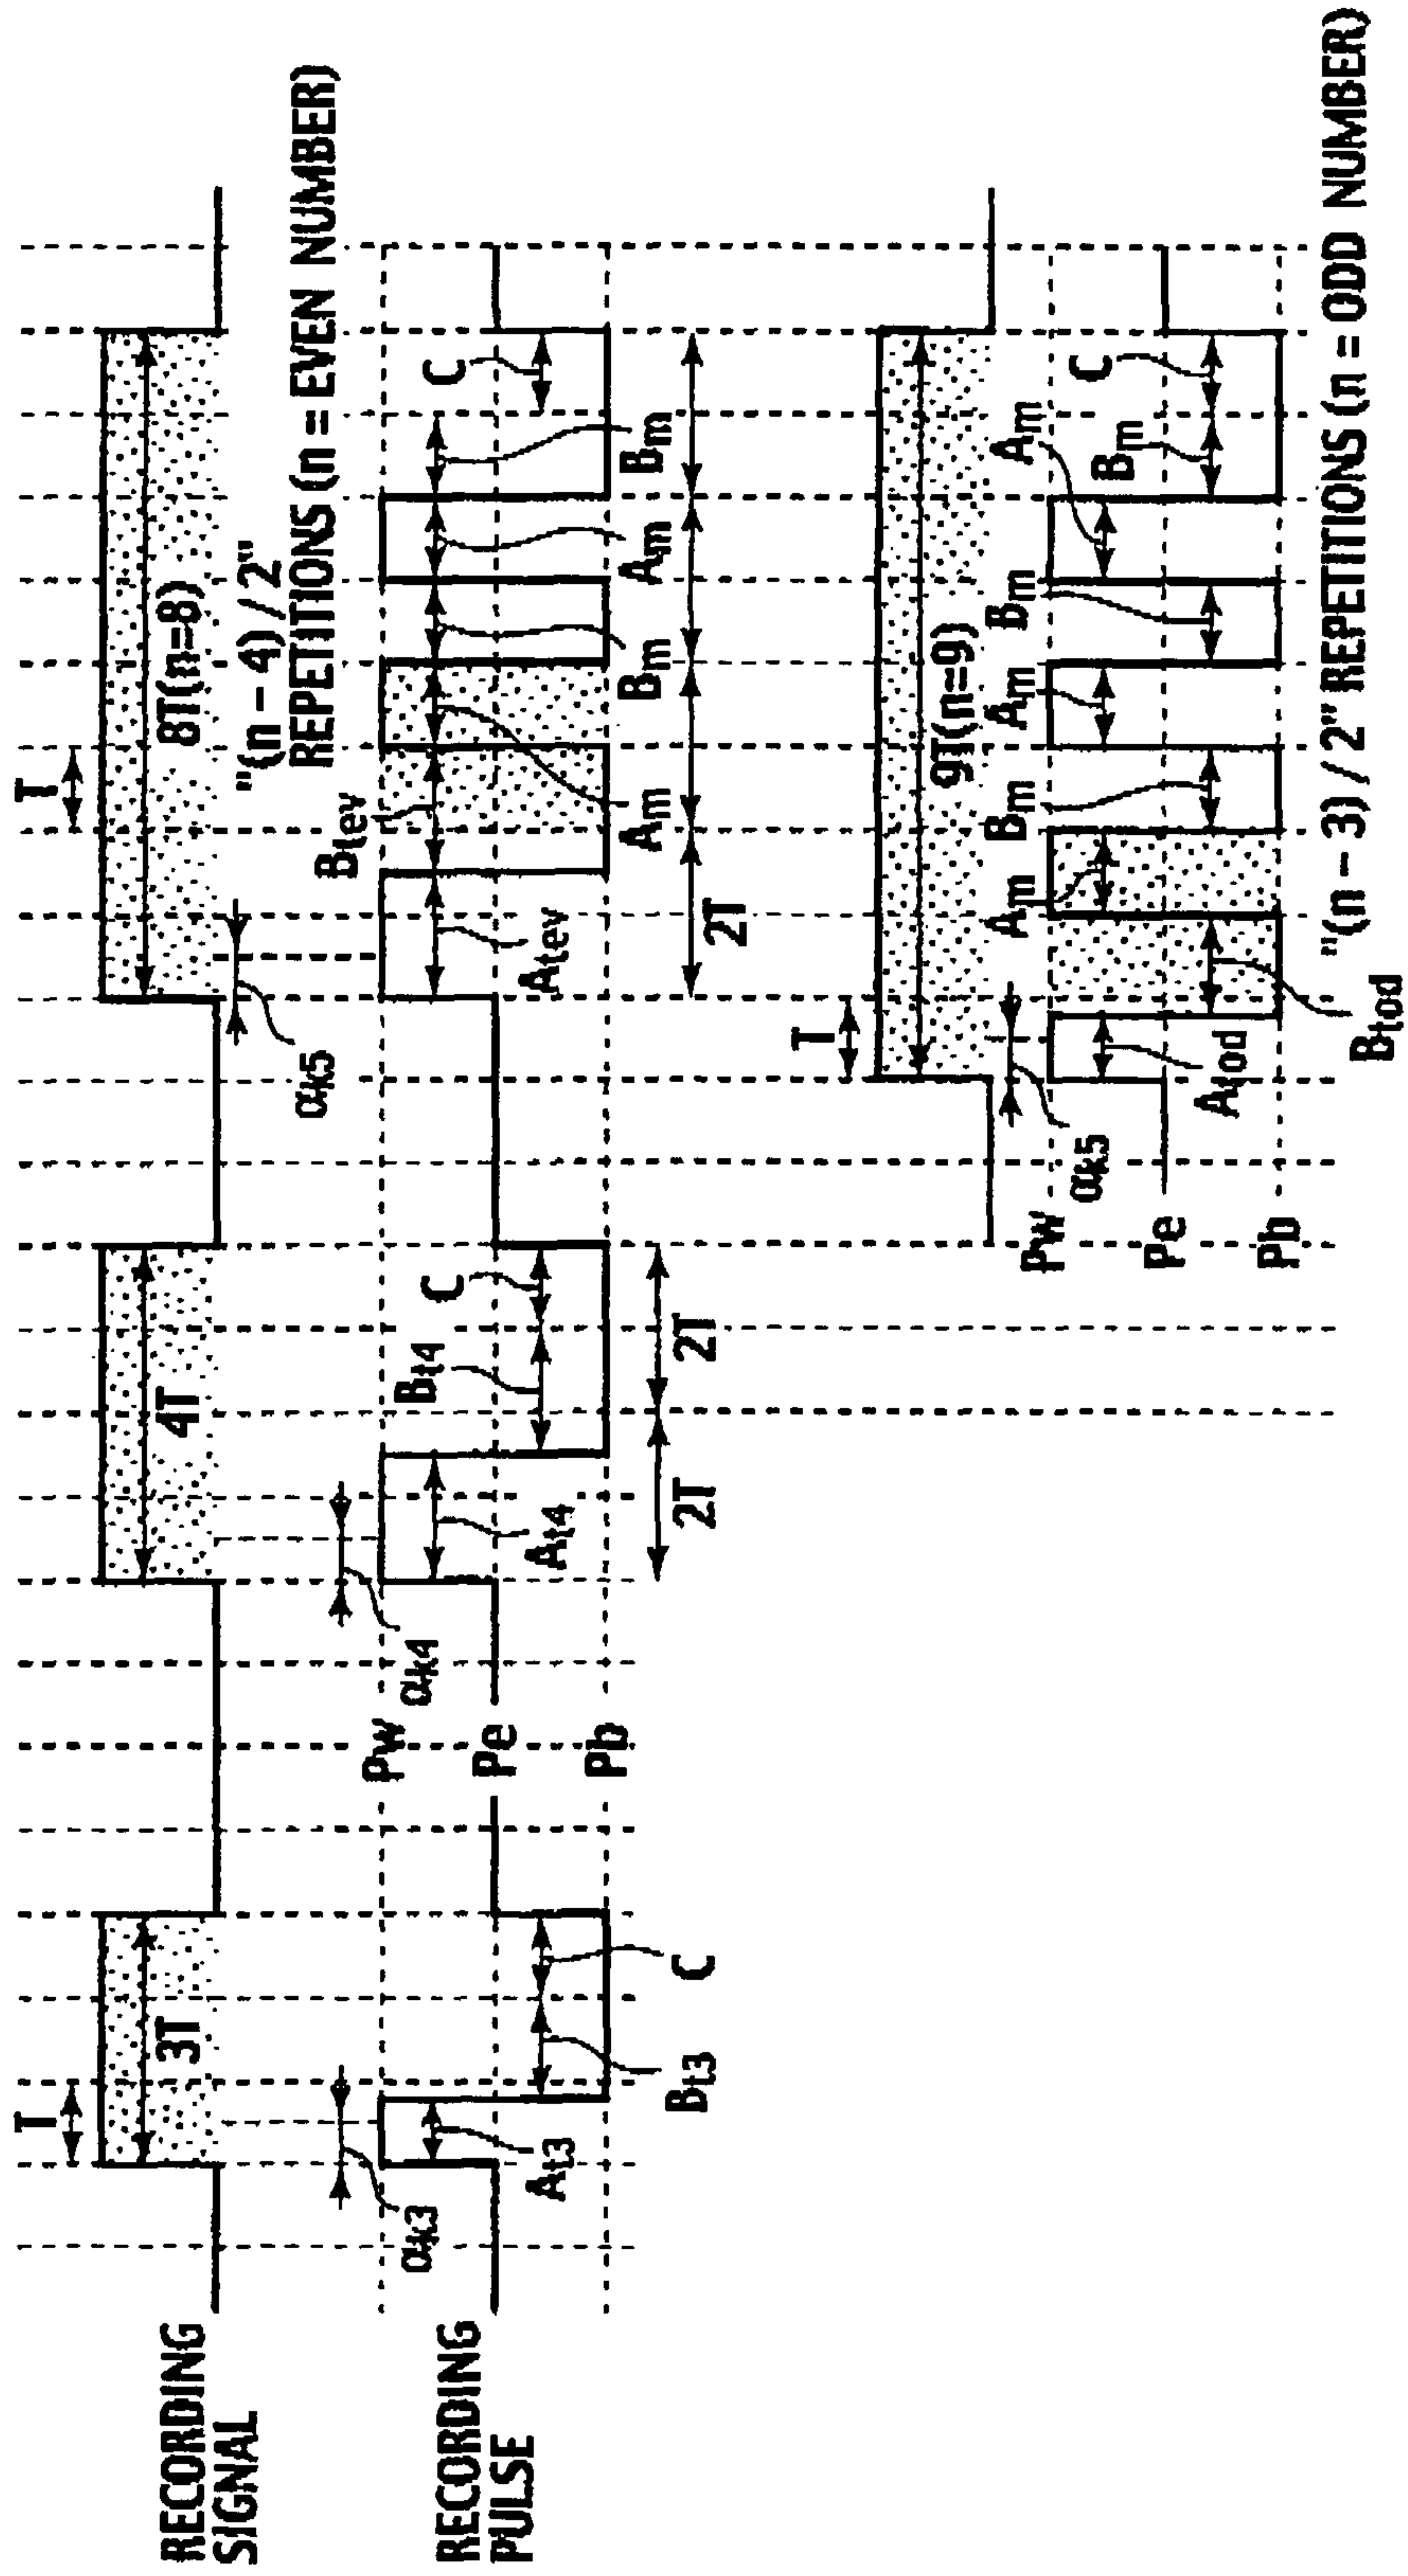 RECORDING
SIGNAL
T
3T
4T
T
8T(n=8)
"(n - 4) / 2"
REPETITIONS (n = EVEN NUMBER)
RECORDING
PULSE
αk3
At3
Bt3
C
Pw
Pe
Pb
αk4
At4
Bt4
C
2T
2T
αk5
Atev
Btev
Am
Bm
Am
Bm
C
2T
T
9T(n=9)
Pw
Pe
Pb
αk5
Atod
Btod
Am
Bm
Am
Bm
Am
Bm
C
"(n - 3) / 2" REPETITIONS (n = ODD NUMBER)